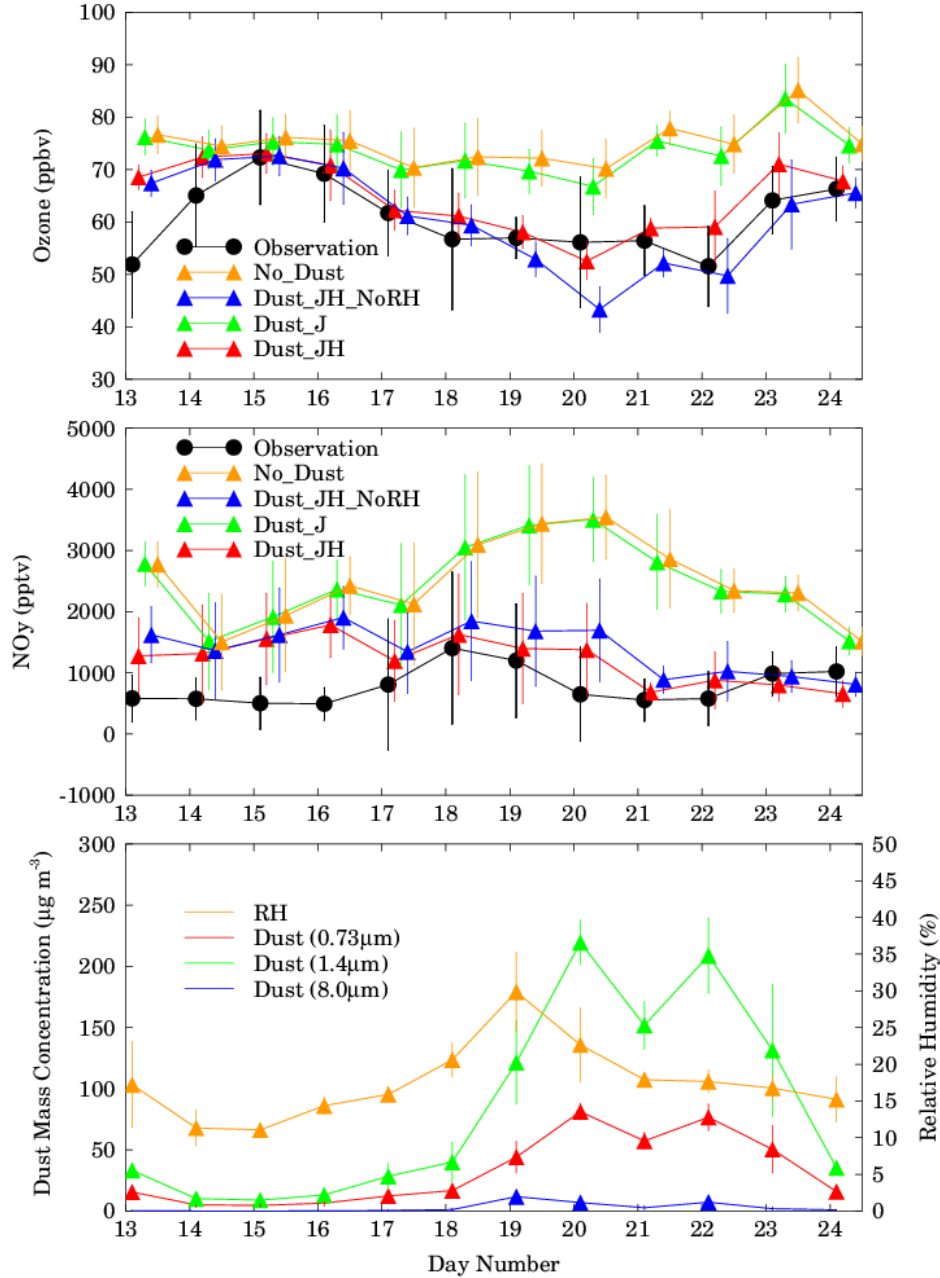 100
90
80
70
60
50
40
30
Ozone (ppbv)
Observation
No_Dust
Dust_JH_NoRH
Dust_J
Dust_JH
13 14 15 16 17 18 19 20 21 22 23 24
5000
4000
3000
2000
1000
0
-1000
NOy (pptv)
Observation
No_Dust
Dust_JH_NoRH
Dust_J
Dust_JH
13 14 15 16 17 18 19 20 21 22 23 24
300
250
200
150
100
50
0
Dust Mass Concentration (μg m-3)
RH
Dust (0.73μm)
Dust (1.4μm)
Dust (8.0μm)
50
45
40
35
30
25
20
15
10
5
0
Relative Humidity (%)
13 14 15 16 17 18 19 20 21 22 23 24
Day Number